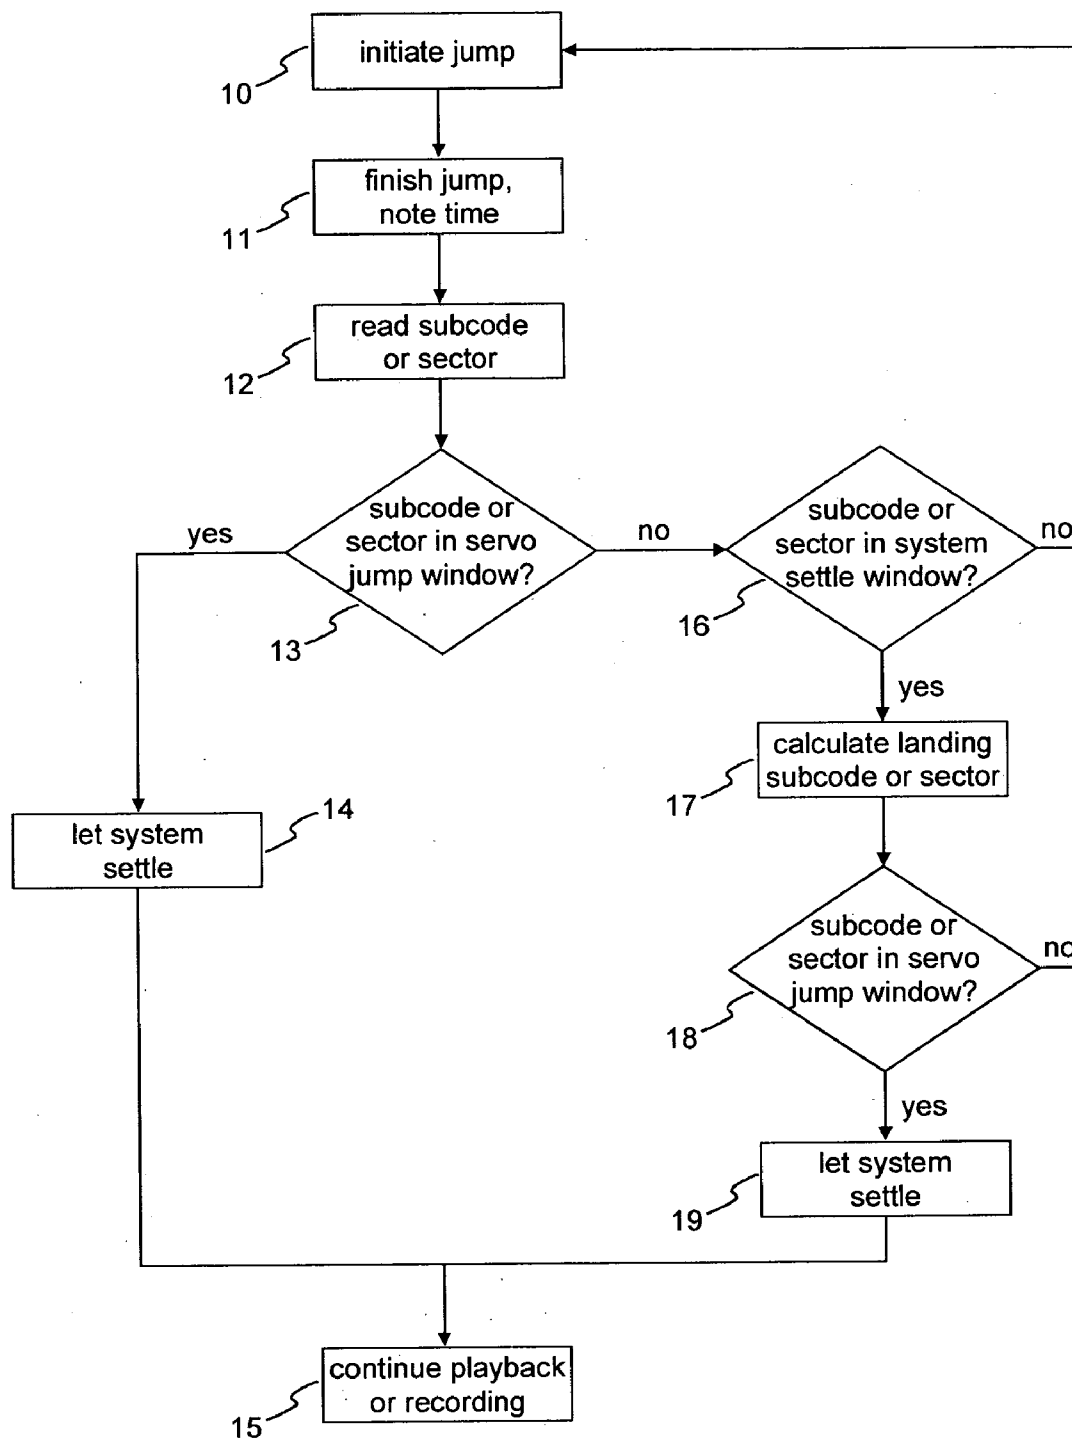 initiate jump
10
finish jump,
note time
11
read subcode
or sector
12
subcode or
sector in servo
jump window?
13
yes
no
subcode or
sector in system
settle window?
16
no
yes
calculate landing
subcode or sector
17
let system
settle
14
subcode or
sector in servo
jump window?
18
no
yes
let system
settle
19
continue playback
or recording
15